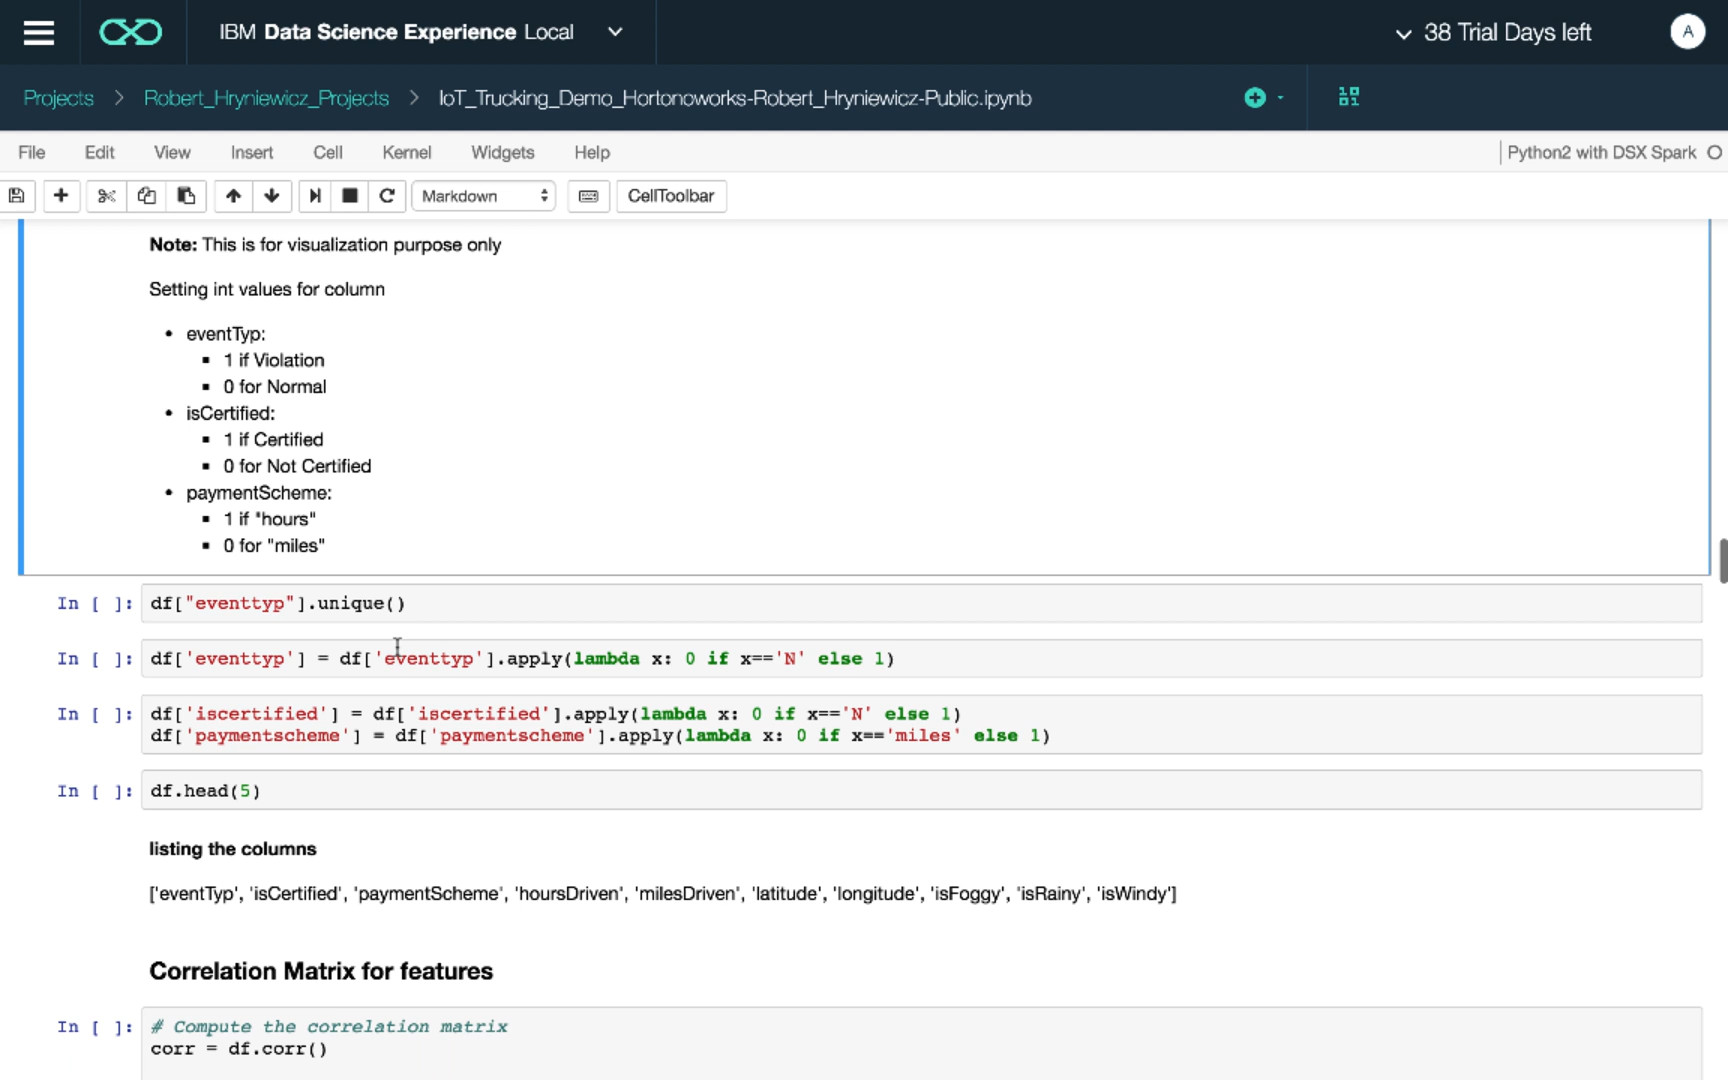 IBM Data Science Experience Local
38 Trial Days left
A
Projects > Robert_Hryniewicz_Projects > IoT_Trucking_Demo_Hortonoworks-Robert_Hryniewicz-Public.ipynb
File Edit View Insert Cell Kernel Widgets Help
Python2 with DSX Spark
Markdown
CellToolbar
Note: This is for visualization purpose only
Setting int values for column
• eventTyp:
▪ 1 if Violation
▪ 0 for Normal
• isCertified:
▪ 1 if Certified
▪ 0 for Not Certified
• paymentScheme:
▪ 1 if "hours"
▪ 0 for "miles"
In [ ]: df["eventtyp"].unique()
In [ ]: df['eventtyp'] = df['eventtyp'].apply(lambda x: 0 if x=='N' else 1)
In [ ]: df['iscertified'] = df['iscertified'].apply(lambda x: 0 if x=='N' else 1)
df['paymentscheme'] = df['paymentscheme'].apply(lambda x: 0 if x=='miles' else 1)
In [ ]: df.head(5)
listing the columns
['eventTyp', 'isCertified', 'paymentScheme', 'hoursDriven', 'milesDriven', 'latitude', 'longitude', 'isFoggy', 'isRainy', 'isWindy']
Correlation Matrix for features
In [ ]: # Compute the correlation matrix
corr = df.corr()